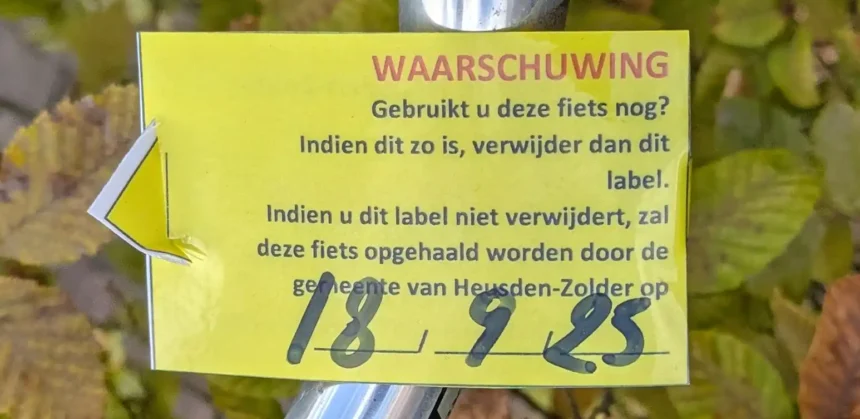 WAARSCHUWING
Gebruikt u deze fiets nog?
Indien dit zo is, verwijder dan dit
label.
Indien u dit label niet verwijdert, zal
deze fiets opgehaald worden door de
gemeente van Heusden-Zolder op
18/9/25